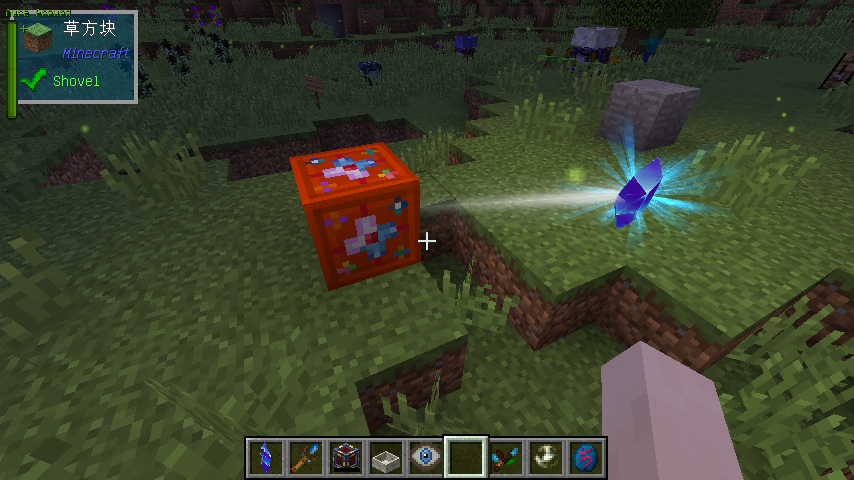 草方块
Minecraft
Shovel